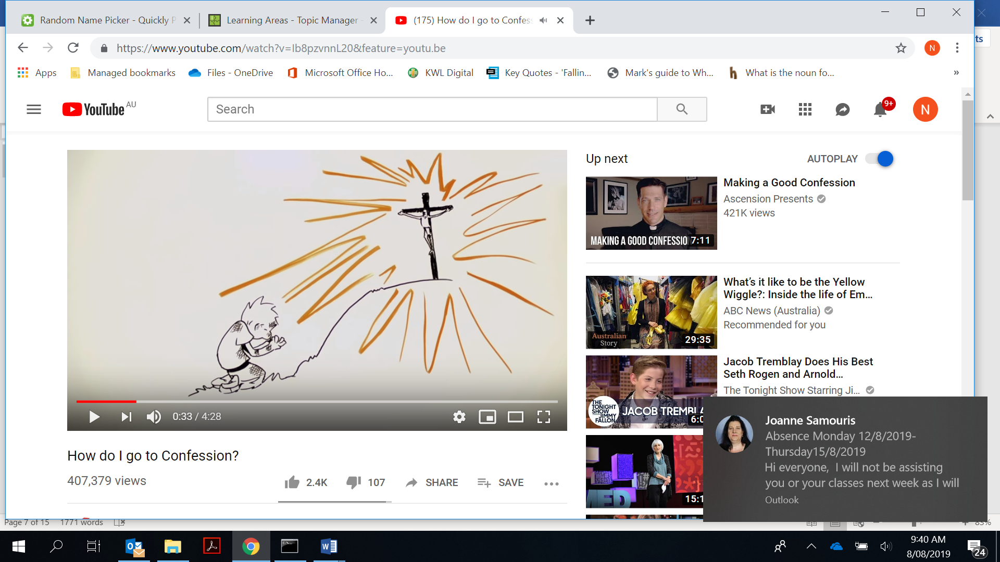 Random Name Picker - Quickly P
Learning Areas - Topic Manager -
(175) How do I go to Confess
https://www.youtube.com/watch?v=Ib8pzvnnL20&feature=youtu.be
N
ts
Apps
Managed bookmarks
Files - OneDrive
Microsoft Office Ho...
KWL Digital
Key Quotes - 'Fallin...
Mark's guide to Wh...
What is the noun fo...
»
YouTube AU
Search
9+
N
Up next
AUTOPLAY
MAKING A GOOD CONFESSIO
7:11
Making a Good Confession
Ascension Presents
421K views
Australian
Story
29:35
What's it like to be the Yellow
Wiggle?: Inside the life of Em...
ABC News (Australia)
Recommended for you
THE
TONIGHT
SHOW
STARRING
JIMMY
FALLON
JACOB TREMBLA
6:0
Jacob Tremblay Does His Best
Seth Rogen and Arnold...
The Tonight Show Starring Ji...
15:1
0:33 / 4:28
How do I go to Confession?
407,379 views
2.4K
107
SHARE
SAVE
Joanne Samouris
Absence Monday 12/8/2019-
Thursday15/8/2019
Hi everyone,  I will not be assisting
you or your classes next week as I will
Outlook
Page 7 of 15
1771 words
83%
9:40 AM
8/08/2019
24